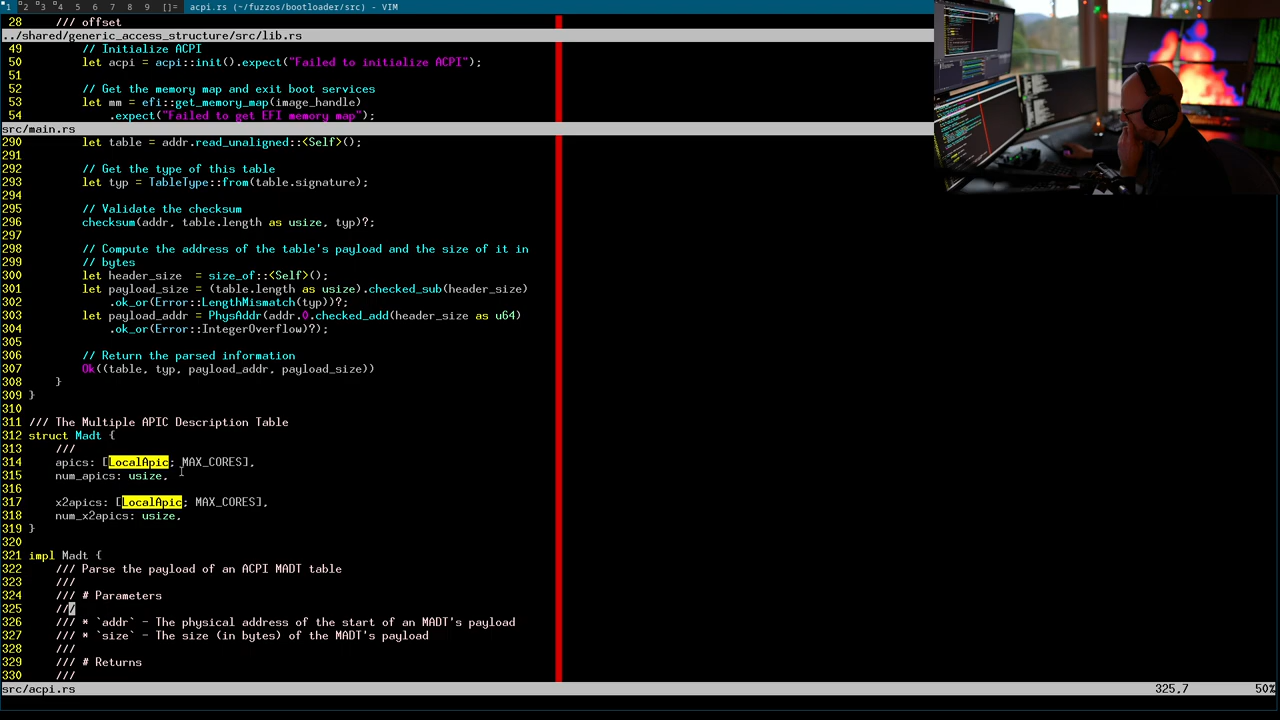 1 2 3 4 5 6 7 8 9 []= acpi.rs (~/fuzzos/bootloader/src) - VIM
28     /// offset
../shared/generic_access_structure/src/lib.rs
49         // Initialize ACPI
50         let acpi = acpi::init().expect("Failed to initialize ACPI");
51
52         // Get the memory map and exit boot services
53         let mm = efi::get_memory_map(image_handle)
54             .expect("Failed to get EFI memory map");
src/main.rs
290         let table = addr.read_unaligned::<Self>();
291
292         // Get the type of this table
293         let typ = TableType::from(table.signature);
294
295         // Validate the checksum
296         checksum(addr, table.length as usize, typ)?;
297
298         // Compute the address of the table's payload and the size of it in
299         // bytes
300         let header_size  = size_of::<Self>();
301         let payload_size = (table.length as usize).checked_sub(header_size)
302             .ok_or(Error::LengthMismatch(typ))?;
303         let payload_addr = PhysAddr(addr.0.checked_add(header_size as u64)
304             .ok_or(Error::IntegerOverflow)?);
305
306         // Return the parsed information
307         Ok((table, typ, payload_addr, payload_size))
308     }
309 }
310
311 /// The Multiple APIC Description Table
312 struct Madt {
313     ///
314     apics: [LocalApic; MAX_CORES],
315     num_apics: usize,
316
317     x2apics: [LocalApic; MAX_CORES],
318     num_x2apics: usize,
319 }
320
321 impl Madt {
322     /// Parse the payload of an ACPI MADT table
323     ///
324     /// # Parameters
325     ///
326     /// * `addr` - The physical address of the start of an MADT's payload
327     /// * `size` - The size (in bytes) of the MADT's payload
328     ///
329     /// # Returns
330     ///
src/acpi.rs 325,7 50%